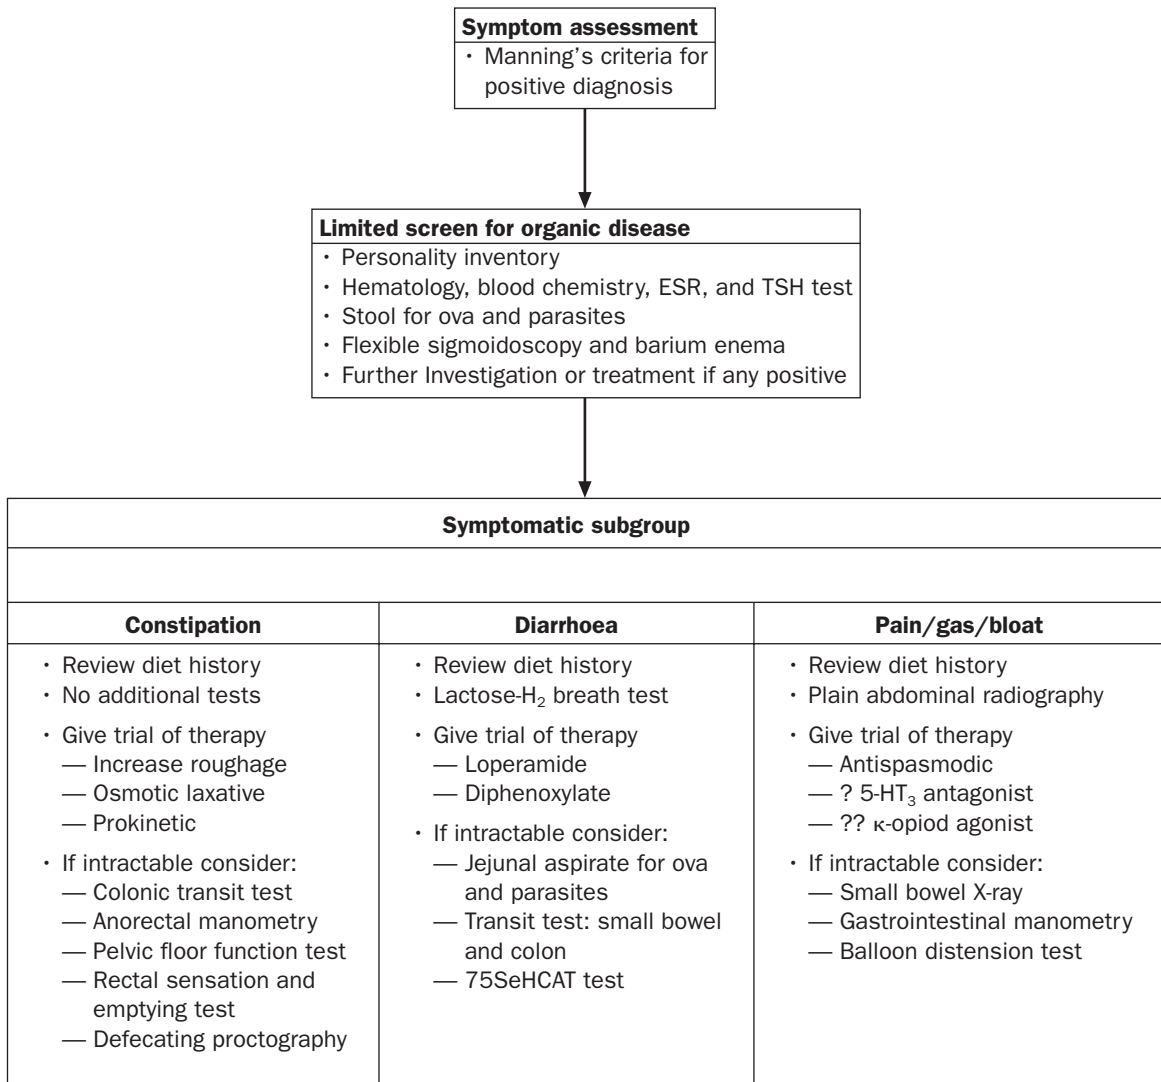 Symptom assessment
· Manning's criteria for
positive diagnosis
Limited screen for organic disease
· Personality inventory
· Hematology, blood chemistry, ESR, and TSH test
· Stool for ova and parasites
· Flexible sigmoidoscopy and barium enema
· Further Investigation or treatment if any positive
Symptomatic subgroup
Constipation
· Review diet history
· No additional tests
· Give trial of therapy
— Increase roughage
— Osmotic laxative
— Prokinetic
· If intractable consider:
— Colonic transit test
— Anorectal manometry
— Pelvic floor function test
— Rectal sensation and
emptying test
— Defecating proctography
Diarrhoea
· Review diet history
· Lactose-H₂ breath test
· Give trial of therapy
— Loperamide
— Diphenoxylate
· If intractable consider:
— Jejunal aspirate for ova
and parasites
— Transit test: small bowel
and colon
— 75SeHCAT test
Pain/gas/bloat
· Review diet history
· Plain abdominal radiography
· Give trial of therapy
— Antispasmodic
— ? 5-HT₃ antagonist
— ?? κ-opiod agonist
· If intractable consider:
— Small bowel X-ray
— Gastrointestinal manometry
— Balloon distension test